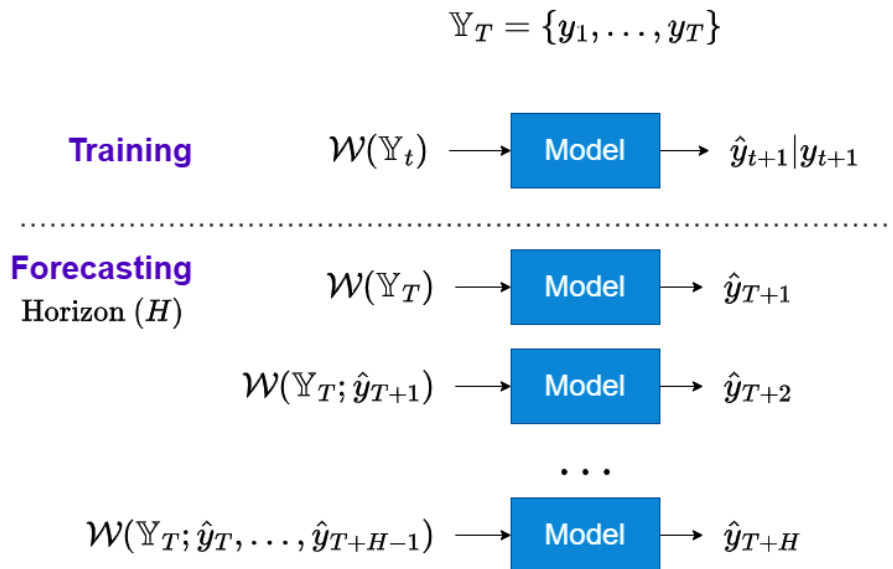 𝕐_T = {y_1, . . . , y_T}
Training 𝒲(𝕐_t) Model ŷ_{t+1}|y_{t+1}
Forecasting
Horizon (H)
𝒲(𝕐_T) Model ŷ_{T+1}
𝒲(𝕐_T; ŷ_{T+1}) Model ŷ_{T+2}
. . .
𝒲(𝕐_T; ŷ_T, . . . , ŷ_{T+H−1}) Model ŷ_{T+H}